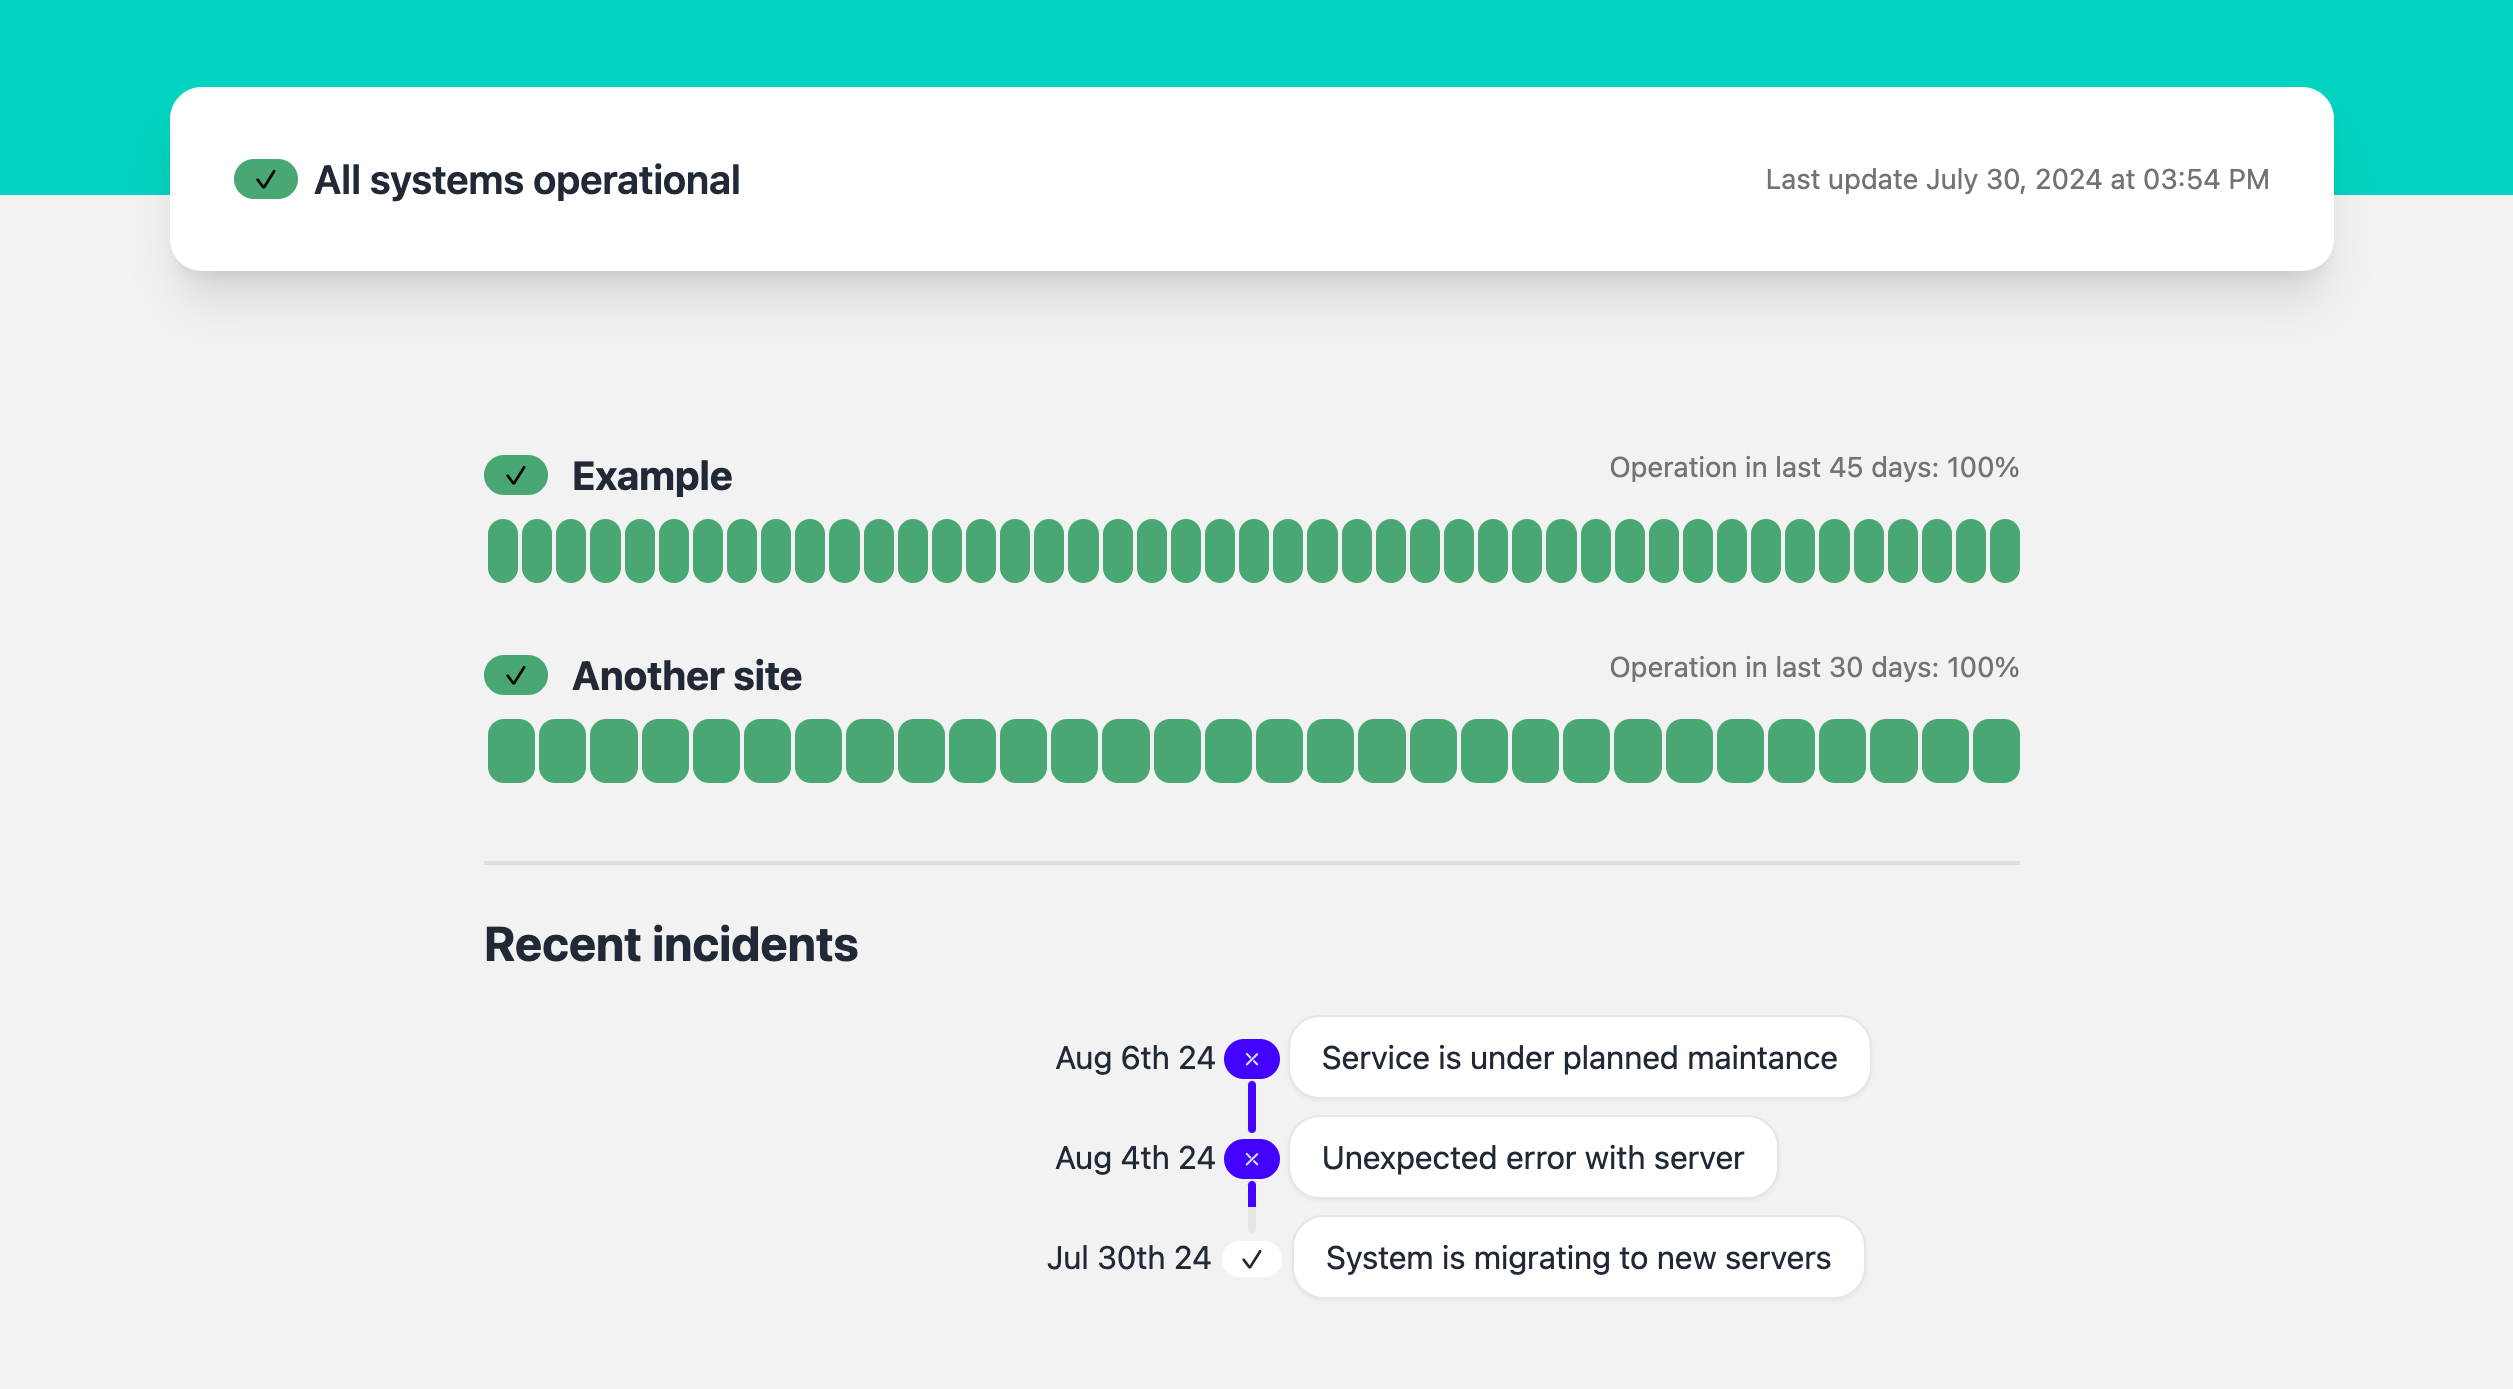 All systems operational
Last update July 30, 2024 at 03:54 PM
Example
Operation in last 45 days: 100%
Another site
Operation in last 30 days: 100%
Recent incidents
Aug 6th 24 Service is under planned maintance
Aug 4th 24 Unexpected error with server
Jul 30th 24 System is migrating to new servers